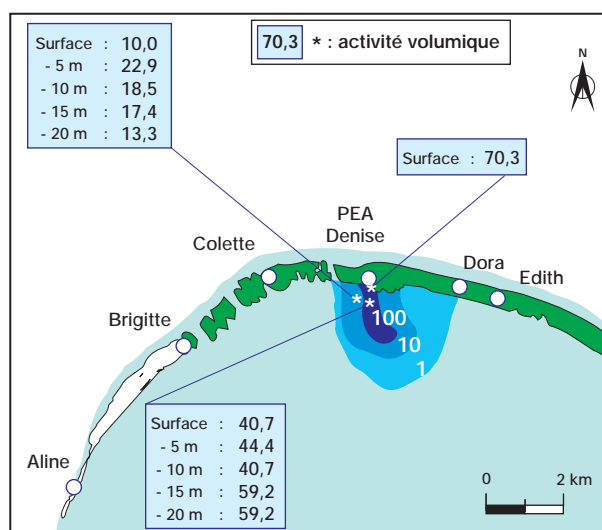 Surface : 10,0
- 5 m : 22,9
- 10 m : 18,5
- 15 m : 17,4
- 20 m : 13,3
70,3 * : activité volumique
N
Surface : 70,3
PEA
Denise
Colette
Dora
Edith
Brigitte
* *
*
100
10
1
Surface : 40,7
- 5 m : 44,4
- 10 m : 40,7
- 15 m : 59,2
- 20 m : 59,2
Aline
0 2 km